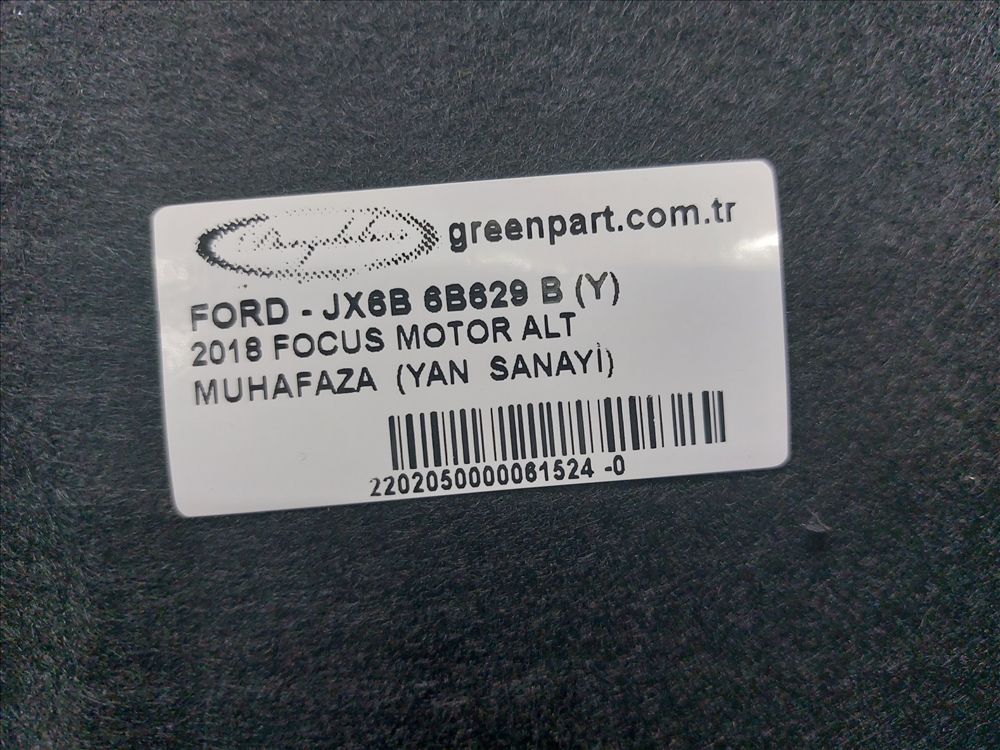 greenpart.com.tr
FORD - JX6B 6B629 B (Y)
2018 FOCUS MOTOR ALT
MUHAFAZA (YAN SANAYİ)
2202050000061524 -0